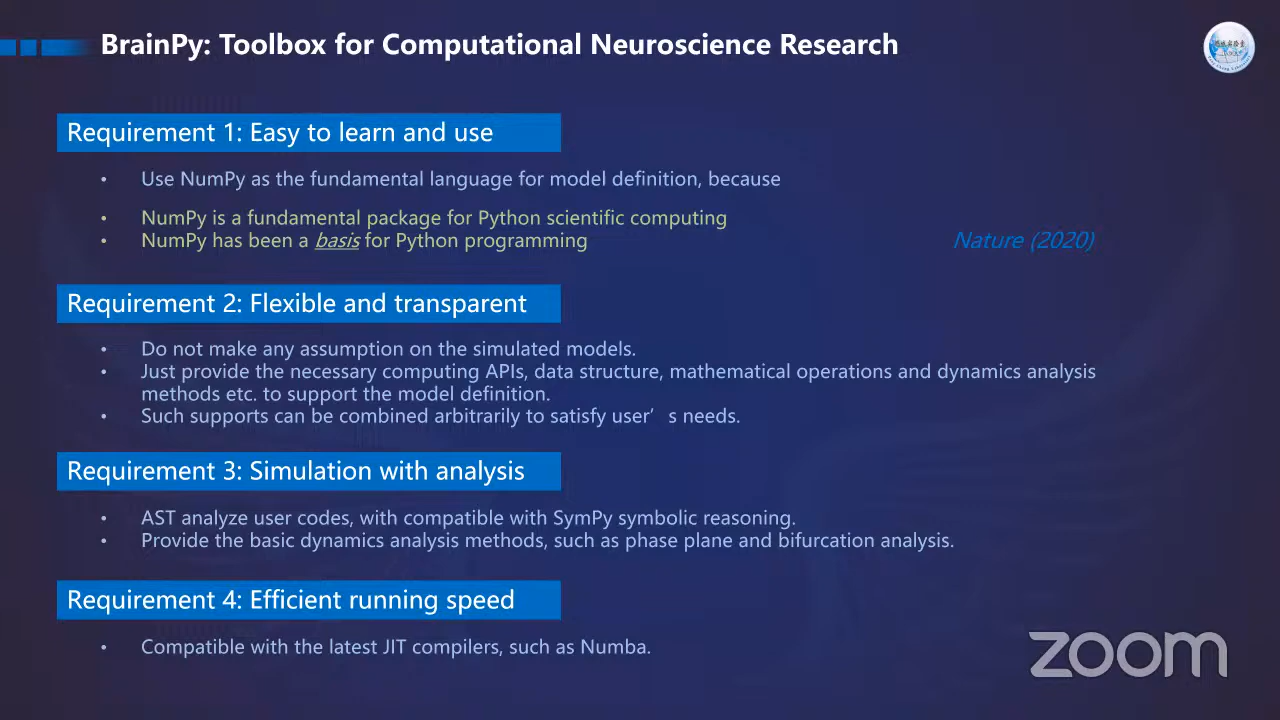 BrainPy: Toolbox for Computational Neuroscience Research
Requirement 1: Easy to learn and use
• Use NumPy as the fundamental language for model definition, because
• NumPy is a fundamental package for Python scientific computing
• NumPy has been a basis for Python programming
Nature (2020)
Requirement 2: Flexible and transparent
• Do not make any assumption on the simulated models.
• Just provide the necessary computing APIs, data structure, mathematical operations and dynamics analysis
methods etc. to support the model definition.
• Such supports can be combined arbitrarily to satisfy user’s needs.
Requirement 3: Simulation with analysis
• AST analyze user codes, with compatible with SymPy symbolic reasoning.
• Provide the basic dynamics analysis methods, such as phase plane and bifurcation analysis.
Requirement 4: Efficient running speed
• Compatible with the latest JIT compilers, such as Numba.
zoom